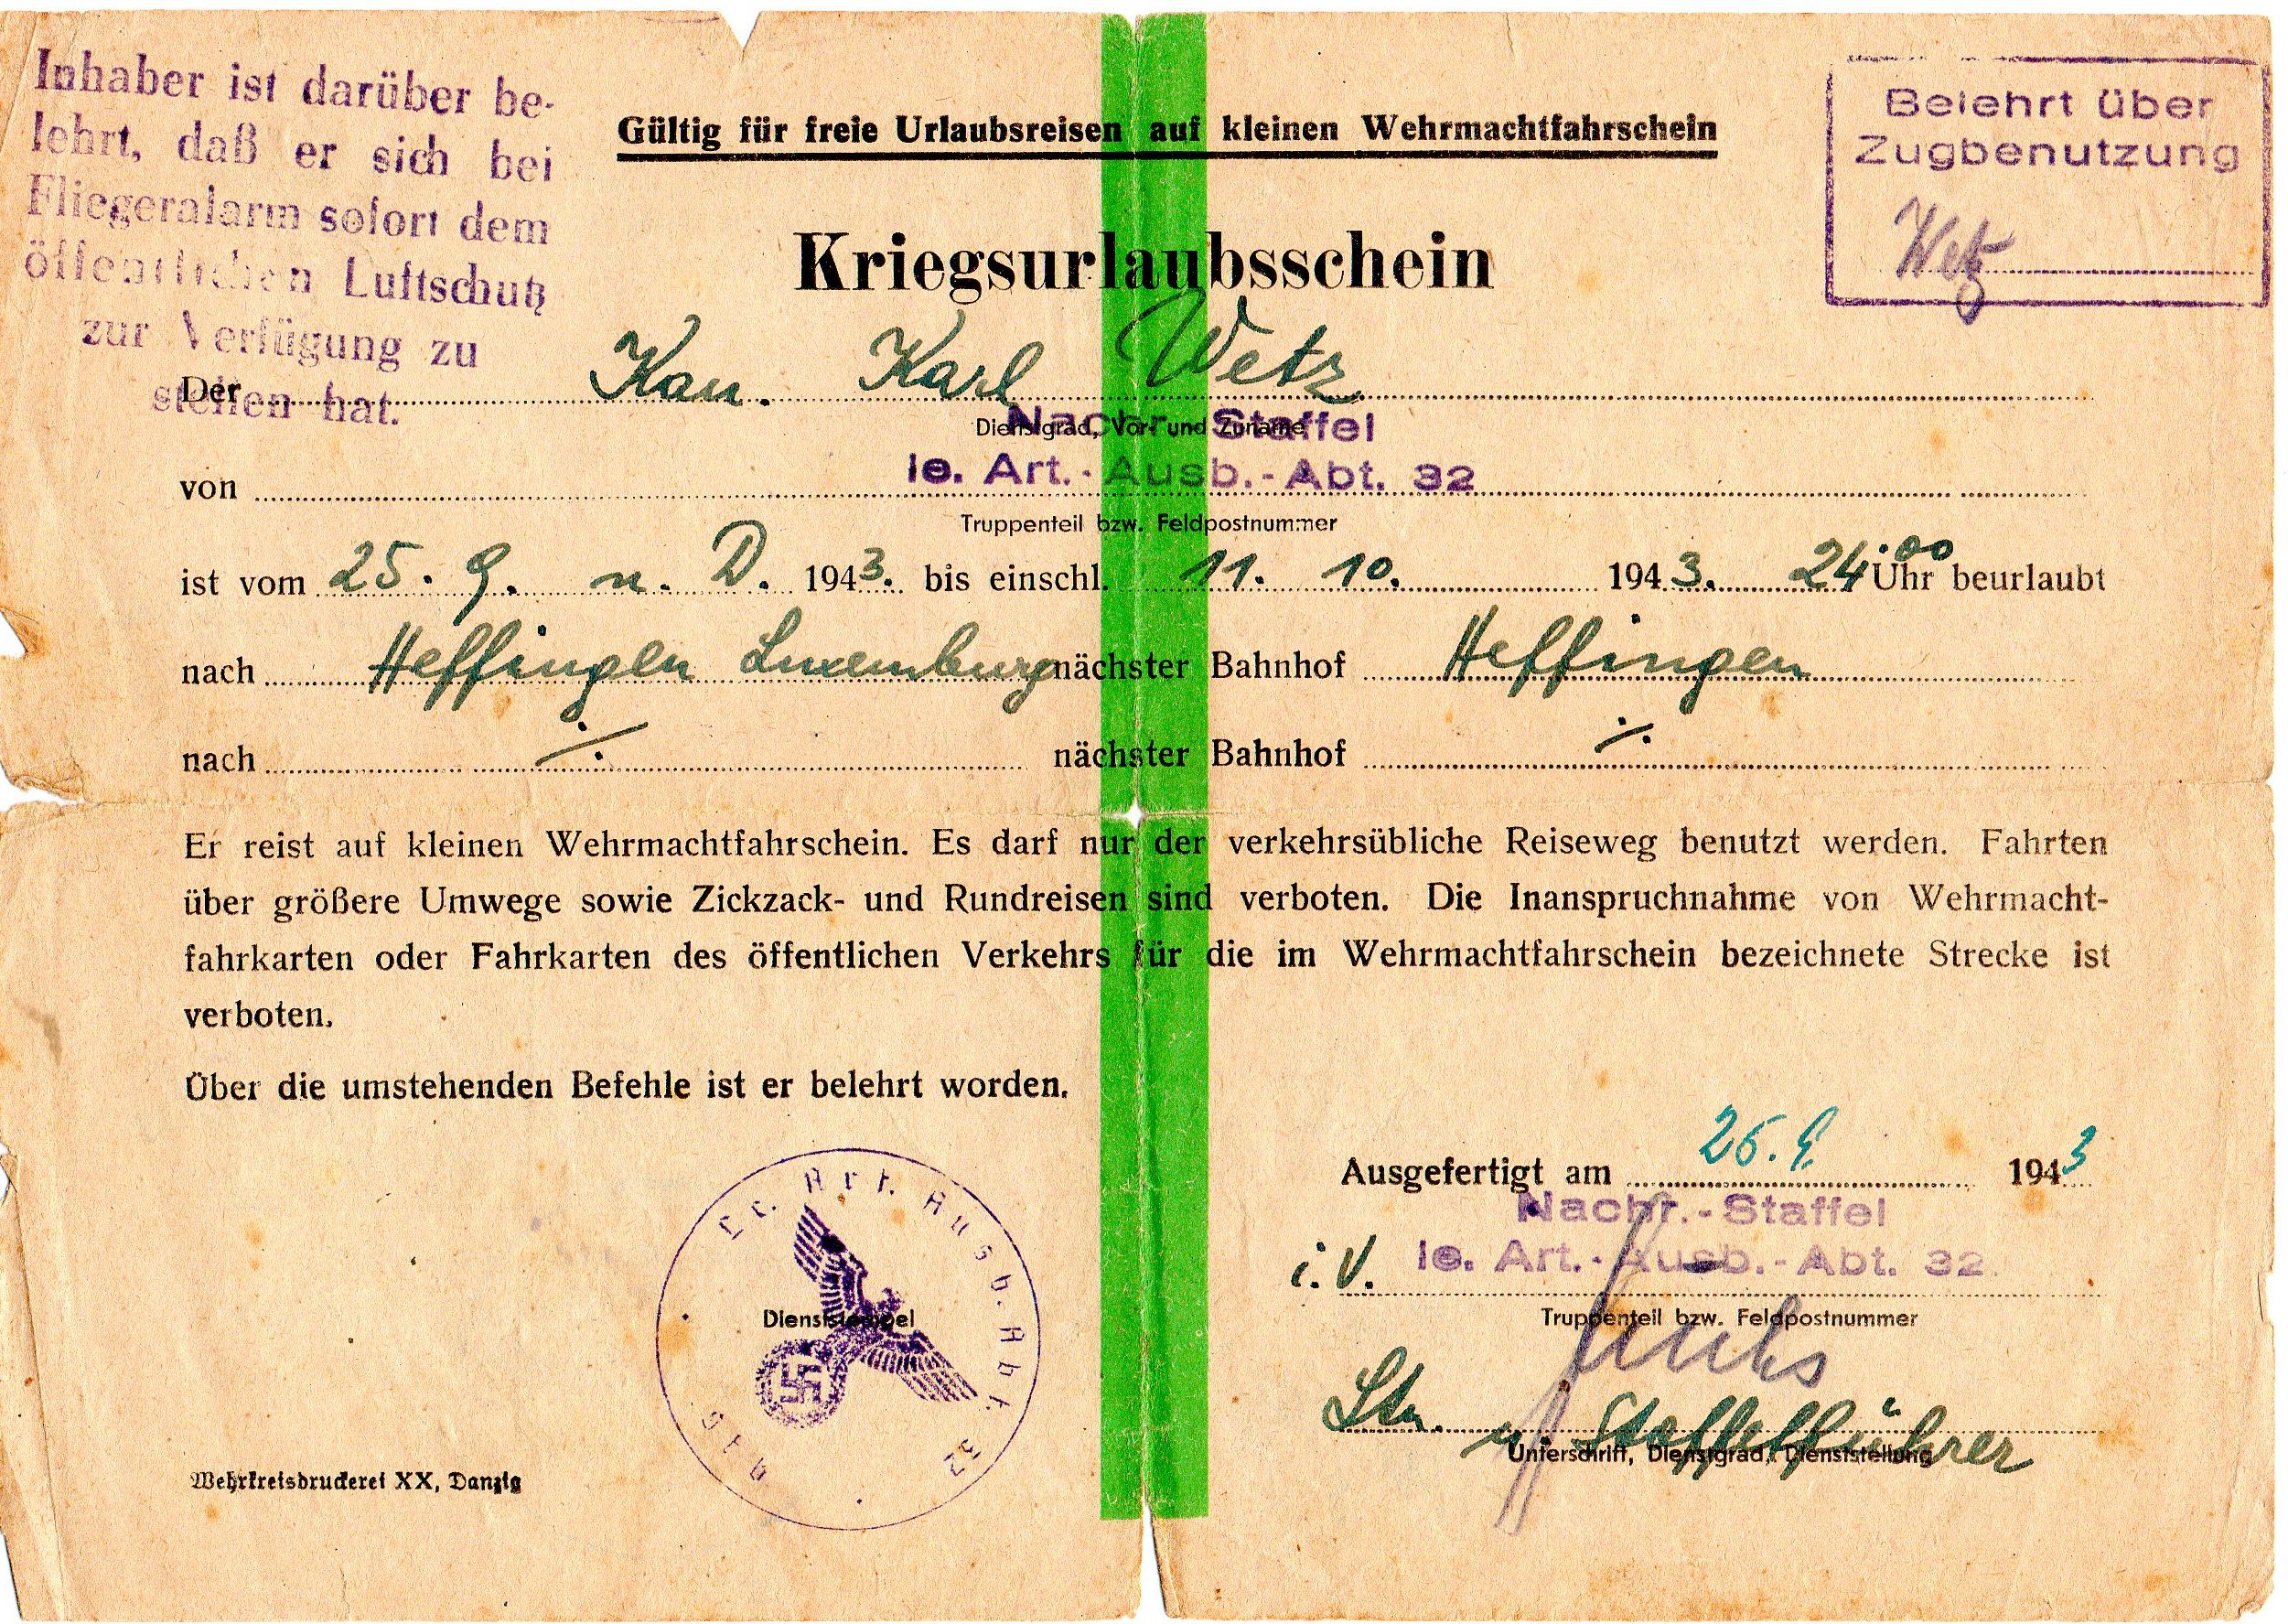 Inhaber ist darüber be-
lehrt, daß er sich bei
Fliegeralarm sofort dem
öffentlichen Luftschutz
zur Verfügung zu
stellen hat.
Gültig für freie Urlaubsreisen auf kleinen Wehrmachtfahrschein
Belehrt über
Zugbenutzung
Wetz
Kriegsurlaubsschein
Der Kan. Karl Wetz
Dienstgrad, Vor- und Zuname
Nachr.-Staffel
le. Art.-Ausb.-Abt. 32
von
Truppenteil bzw. Feldpostnummer
ist vom 25. 9. n. D. 1943. bis einschl. 11. 10. 1943. 24.00 Uhr beurlaubt
nach Heffingen Luxemburg nächster Bahnhof Heffingen
nach ./. nächster Bahnhof ./.
Er reist auf kleinen Wehrmachtfahrschein. Es darf nur der verkehrsübliche Reiseweg benutzt werden. Fahrten
über größere Umwege sowie Zickzack- und Rundreisen sind verboten. Die Inanspruchnahme von Wehrmacht-
fahrkarten oder Fahrkarten des öffentlichen Verkehrs für die im Wehrmachtfahrschein bezeichnete Strecke ist
verboten.
Über die umstehenden Befehle ist er belehrt worden.
Ausgefertigt am 1943
Nachr.-Staffel
i.V. le. Art.-Ausb.-Abt. 32
Truppenteil bzw. Feldpostnummer
Ltn. u. Staffelführer
Unterschrift, Dienstgrad, Dienststellung
Le. Art. Ausb. Abt. 32
Dienststempel
Wehrkreisdruckerei XX, Danzig